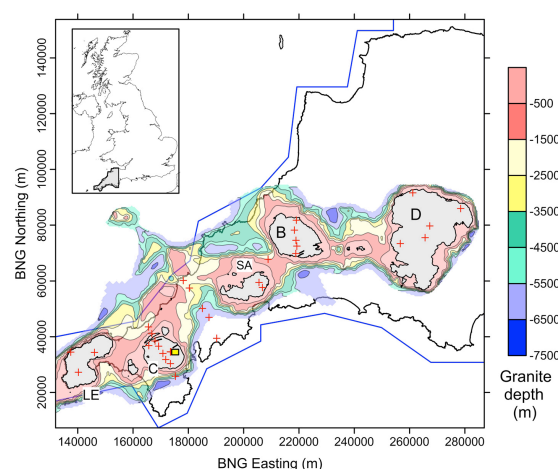 140000
120000
100000
80000
60000
40000
20000
BNG Northing (m)
B
D
SA
C
LE
140000 160000 180000 200000 220000 240000 260000 280000
BNG Easting (m)
-500
-1500
-2500
-3500
-4500
-5500
-6500
-7500
Granite
depth
(m)